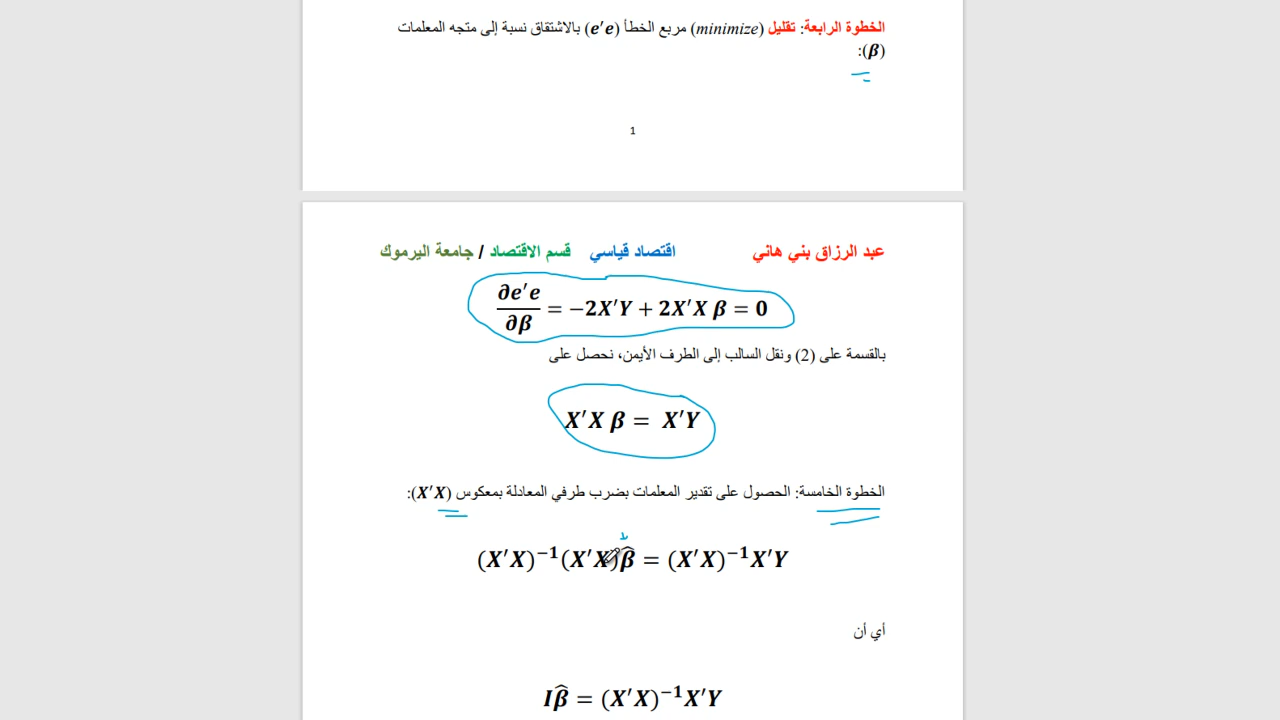 الخطوة الرابعة: تقليل (minimize) مربع الخطأ (e′e) بالاشتقاق نسبة إلى متجه المعلمات
(β):
1
عبد الرزاق بني هاني اقتصاد قياسي قسم الاقتصاد / جامعة اليرموك
∂e′e/∂β = −2X′Y + 2X′X β = 0
بالقسمة على (2) ونقل السالب إلى الطرف الأيمن، نحصل على
X′X β = X′Y
الخطوة الخامسة: الحصول على تقدير المعلمات بضرب طرفي المعادلة بمعكوس (X′X):
(X′X)⁻¹(X′X)β̂ = (X′X)⁻¹X′Y
أي أن
Iβ̂ = (X′X)⁻¹X′Y